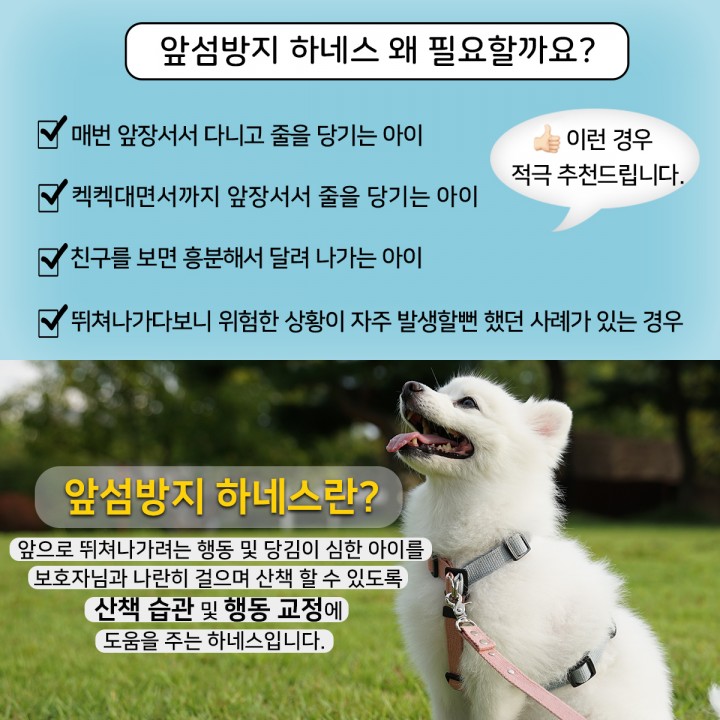 앞섬방지 하네스 왜 필요할까요?
매번 앞장서서 다니고 줄을 당기는 아이
👍🏻 이런 경우
적극 추천드립니다.
켁켁대면서까지 앞장서서 줄을 당기는 아이
친구를 보면 흥분해서 달려 나가는 아이
뛰쳐나가다보니 위험한 상황이 자주 발생할뻔 했던 사례가 있는 경우
앞섬방지 하네스란?
앞으로 뛰쳐나가려는 행동 및 당김이 심한 아이를
보호자님과 나란히 걸으며 산책 할 수 있도록
산책 습관 및 행동 교정에
도움을 주는 하네스입니다.